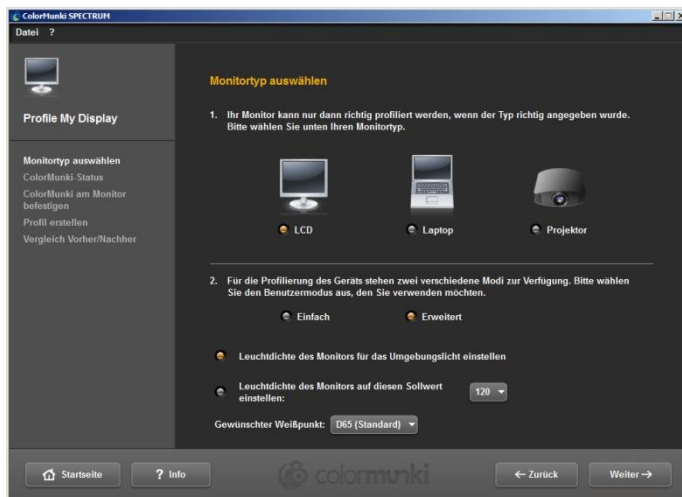 ColorMunki SPECTRUM
Datei ?
Profile My Display
Monitortyp auswählen
ColorMunki-Status
ColorMunki am Monitor
befestigen
Profil erstellen
Vergleich Vorher/Nachher
Monitortyp auswählen
1. Ihr Monitor kann nur dann richtig profiliert werden, wenn der Typ richtig angegeben wurde.
Bitte wählen Sie unten Ihren Monitortyp.
LCD
Laptop
Projektor
2. Für die Profilierung des Geräts stehen zwei verschiedene Modi zur Verfügung. Bitte wählen
Sie den Benutzermodus aus, den Sie verwenden möchten.
Einfach
Erweitert
Leuchtdichte des Monitors für das Umgebungslicht einstellen
Leuchtdichte des Monitors auf diesen Sollwert
einstellen:
120
Gewünschter Weißpunkt: D65 (Standard)
Startseite
? Info
colormunki
← Zurück
Weiter →